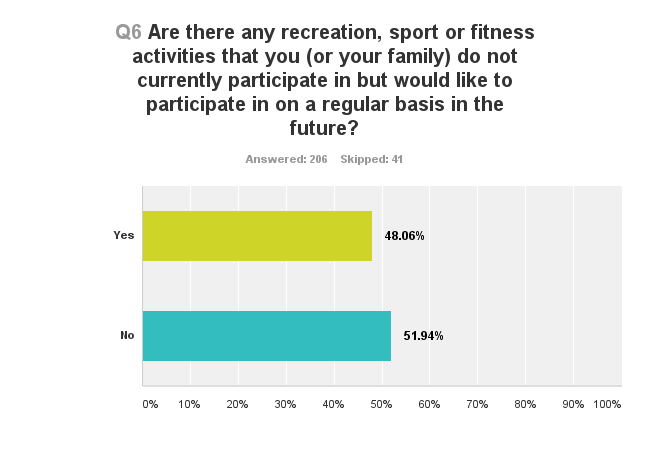 Q6 Are there any recreation, sport or fitness
activities that you (or your family) do not
currently participate in but would like to
participate in on a regular basis in the
future?
Answered: 206 Skipped: 41
Yes 48.06%
No 51.94%
0% 10% 20% 30% 40% 50% 60% 70% 80% 90% 100%